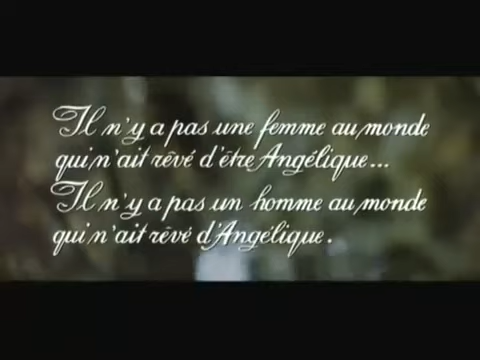 Il n'y a pas une femme au monde
qui n'ait rêvé d'être Angélique...
Il n'y a pas un homme au monde
qui n'ait rêvé d'Angélique.